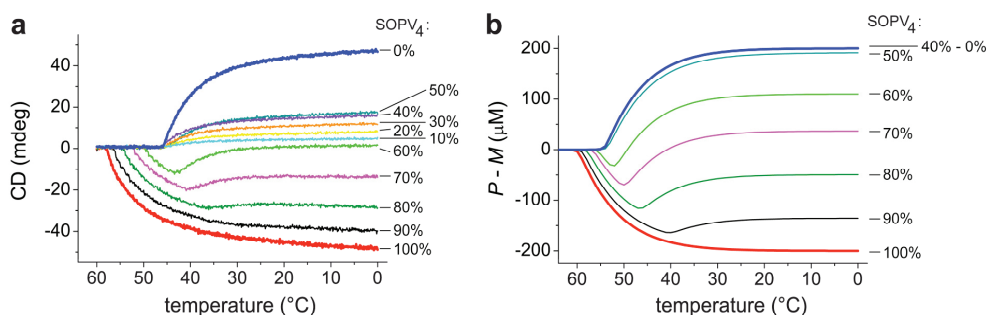 a
SOPV4:
40
20
0
-20
-40
CD (mdeg)
0%
50%
40%
30%
20%
10%
60%
70%
80%
90%
100%
60 50 40 30 20 10 0
temperature (°C)
b
SOPV4:
200
100
0
-100
-200
P - M (μM)
40% - 0%
50%
60%
70%
80%
90%
100%
60 50 40 30 20 10 0
temperature (°C)